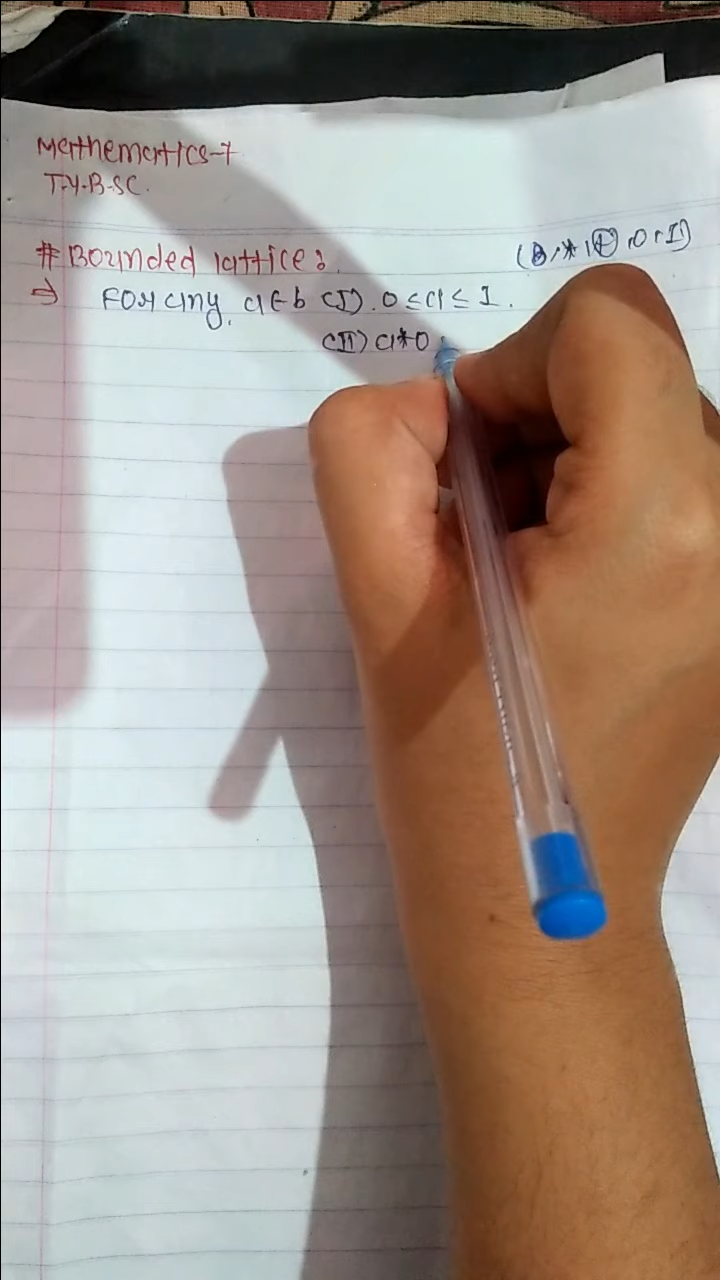 Mathematics-7
T.Y.B.SC.
# Bounded lattice :
(B, *, ⊕, 0, I)
⇒ For any, a ∈ b (I). 0 ≤ a ≤ I.
(II) a * 0